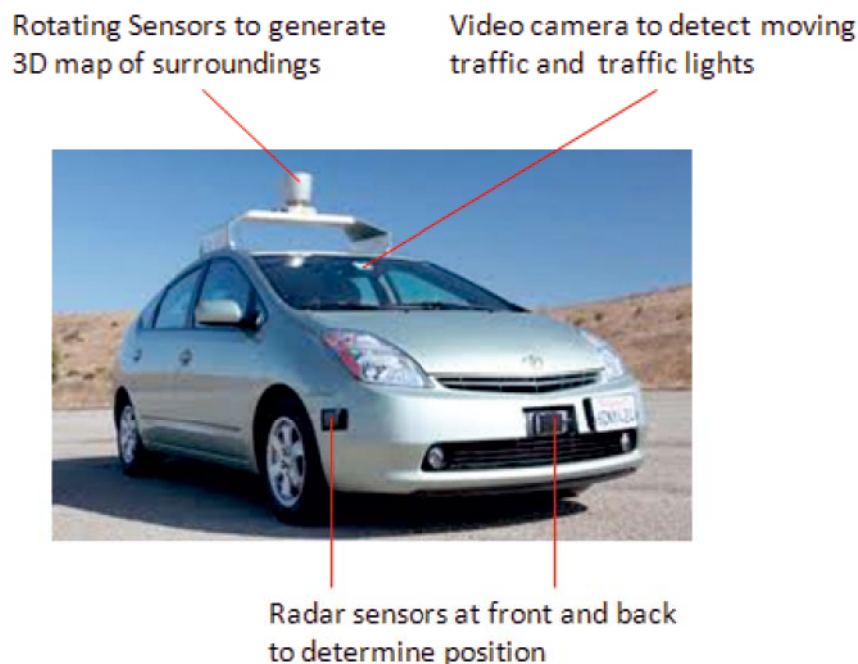 Rotating Sensors to generate
3D map of surroundings
Video camera to detect moving
traffic and traffic lights
Radar sensors at front and back
to determine position